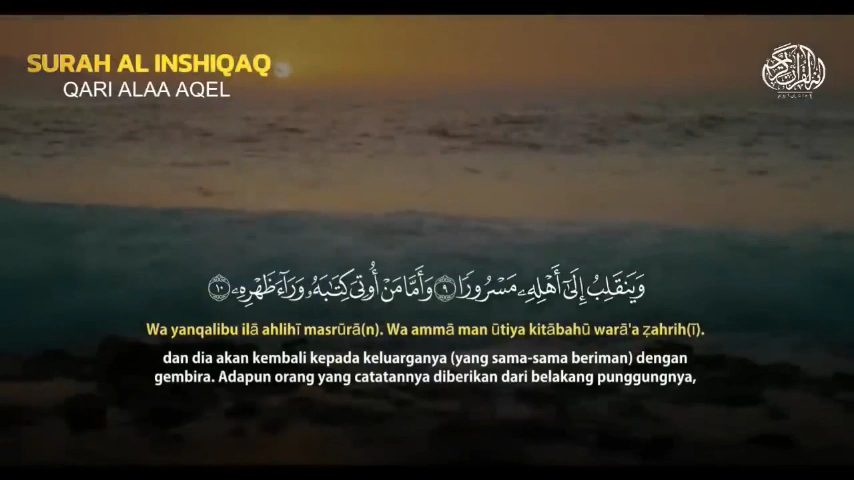 SURAH AL INSHIQAQ
QARI ALAA AQEL
وَيَنقَلِبُ إِلَىٰٓ أَهْلِهِۦ مَسْرُورًا ٩ وَأَمَّا مَنْ أُوتِىَ كِتَٰبَهُۥ وَرَآءَ ظَهْرِهِۦ ١٠
Wa yanqalibu ilā ahlihī masrūrā(n). Wa ammā man ūtiya kitābahū warā'a ẓahrih(ī).
dan dia akan kembali kepada keluarganya (yang sama-sama beriman) dengan
gembira. Adapun orang yang catatannya diberikan dari belakang punggungnya,